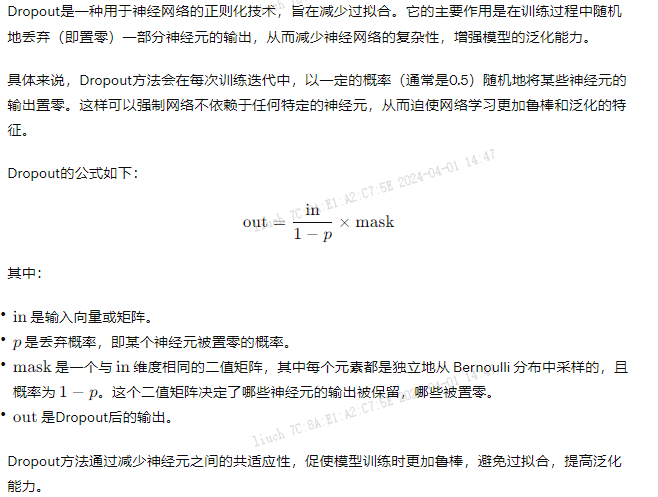 Dropout是一种用于神经网络的正则化技术，旨在减少过拟合。它的主要作用是在训练过程中随机
地丢弃（即置零）一部分神经元的输出，从而减少神经网络的复杂性，增强模型的泛化能力。
具体来说，Dropout方法会在每次训练迭代中，以一定的概率（通常是0.5）随机地将某些神经元的
输出置零。这样可以强制网络不依赖于任何特定的神经元，从而迫使网络学习更加鲁棒和泛化的特
征。
Dropout的公式如下：
out = in / (1 − p) × mask
liuch 7C:8A:E1:A2:C7:5E 2024-04-01 14:47
其中：
• in 是输入向量或矩阵。
• p 是丢弃概率，即某个神经元被置零的概率。
• mask 是一个与 in 维度相同的二值矩阵，其中每个元素都是独立地从 Bernoulli 分布中采样的，且
概率为 1 − p。这个二值矩阵决定了哪些神经元的输出被保留，哪些被置零。
• out 是Dropout后的输出。
liuch 7C:8A:E1:A2:C7:5E
Dropout方法通过减少神经元之间的共适应性，促使模型训练时更加鲁棒，避免过拟合，提高泛化
能力。